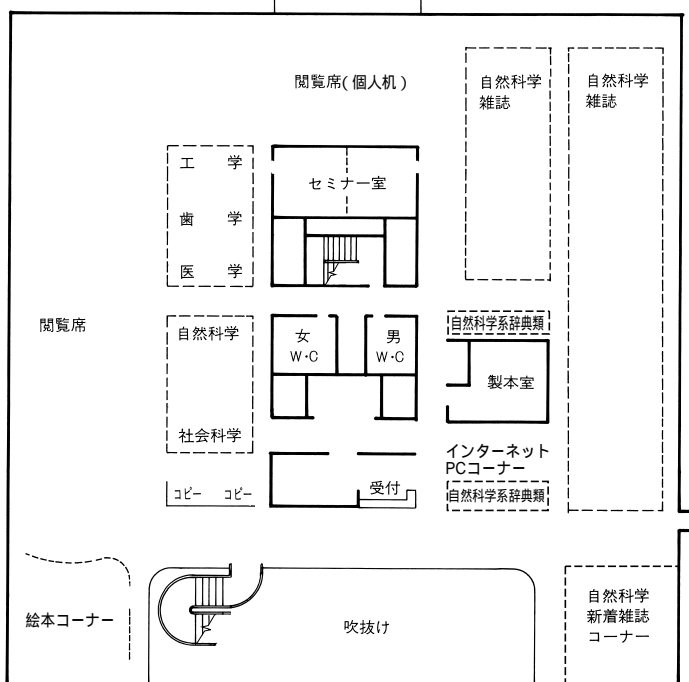 閲覧席(個人机)
自然科学
雑誌
自然科学
雑誌
工 学
歯 学
医 学
セミナー室
閲覧席
自然科学
社会科学
女
W・C
男
W・C
自然科学系辞典類
製本室
インターネット
PCコーナー
自然科学系辞典類
コピー コピー
受付
絵本コーナー
吹抜け
自然科学
新着雑誌
コーナー